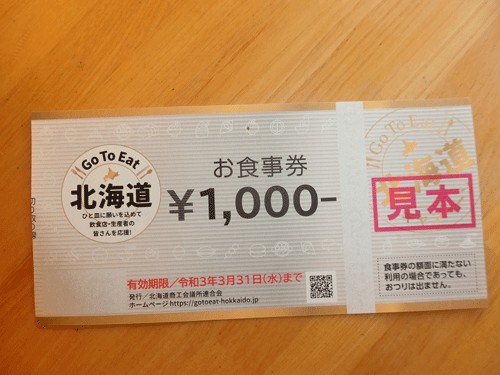 Go To Eat
北海道
ひと皿に願いを込めて
飲食店・生産者の
皆さんを応援!
お食事券
¥1,000-
有効期限/令和3年3月31日(水)まで
発行/北海道商工会議所連合会
ホームページ https://gotoeat-hokkaido.jp
Go To Eat
北海道
見本
食事券の額面に満たない
利用の場合であっても、
おつりは出ません。